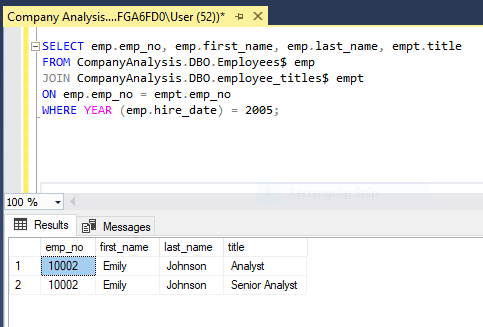 Company Analysis....FGA6FD0\User (52))*
SELECT emp.emp_no, emp.first_name, emp.last_name, empt.title
FROM CompanyAnalysis.DBO.Employees$ emp
JOIN CompanyAnalysis.DBO.employee_titles$ empt
ON emp.emp_no = empt.emp_no
WHERE YEAR (emp.hire_date) = 2005;
100 %
Results Messages
emp_no first_name last_name title
1 10002 Emily Johnson Analyst
2 10002 Emily Johnson Senior Analyst